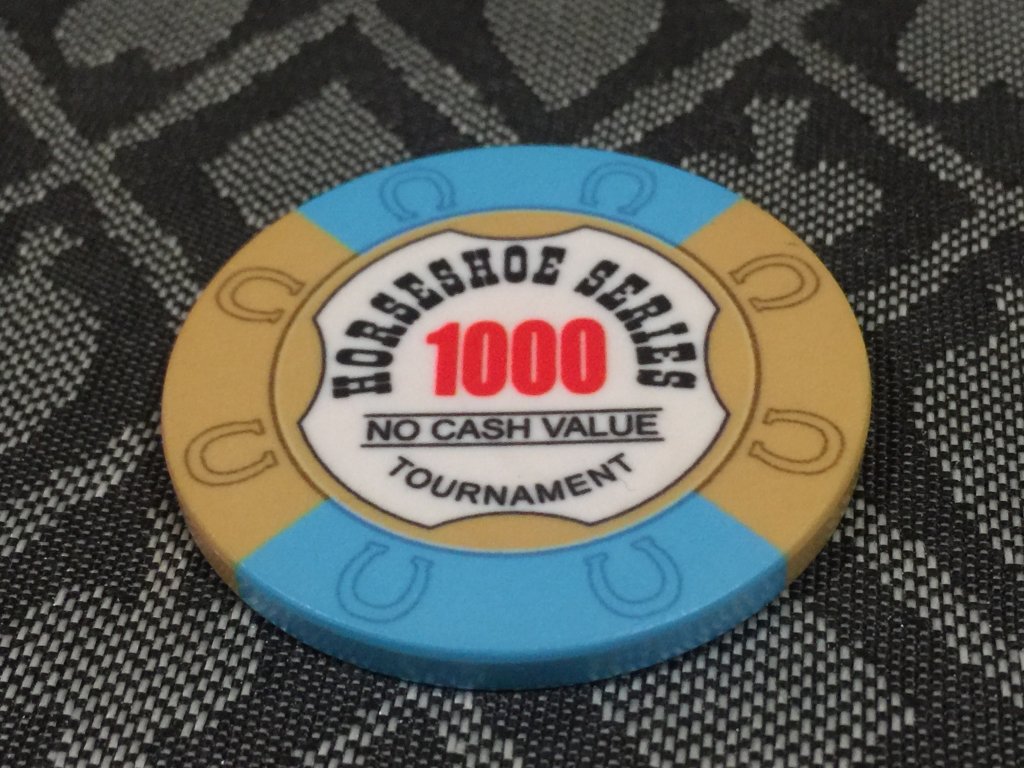 HORSESHOE SERIES
1000
NO CASH VALUE
TOURNAMENT